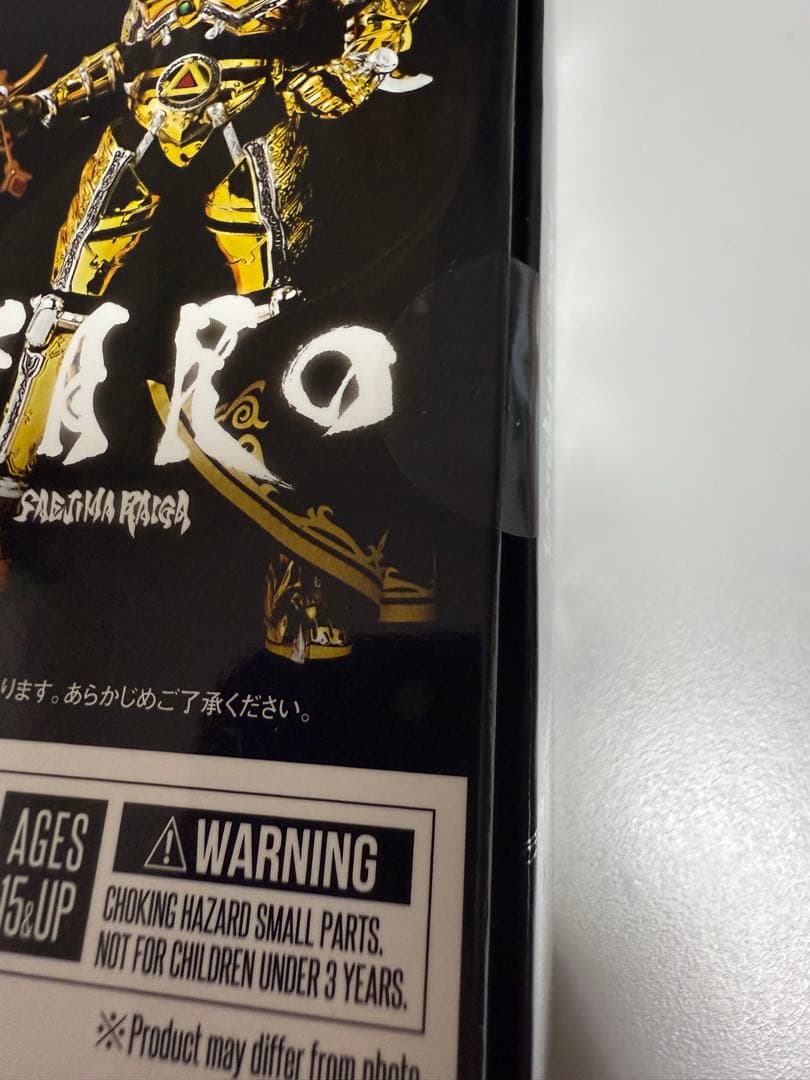 ARO
SAEJIMA RAIGA
ります。あらかじめご了承ください。
AGES
15&UP
WARNING
CHOKING HAZARD SMALL PARTS.
NOT FOR CHILDREN UNDER 3 YEARS.
※Product may differ from photo